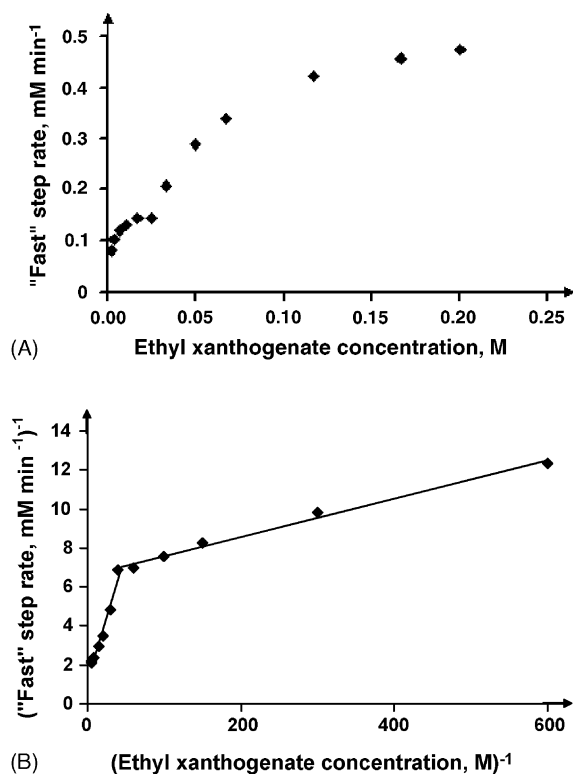 "Fast" step rate, mM min-1
0.5
0.4
0.3
0.2
0.1
0
0.00 0.05 0.10 0.15 0.20 0.25
Ethyl xanthogenate concentration, M
(A)
("Fast" step rate, mM min -1)-1
14
12
10
8
6
4
2
0
0 200 400 600
(Ethyl xanthogenate concentration, M)-1
(B)